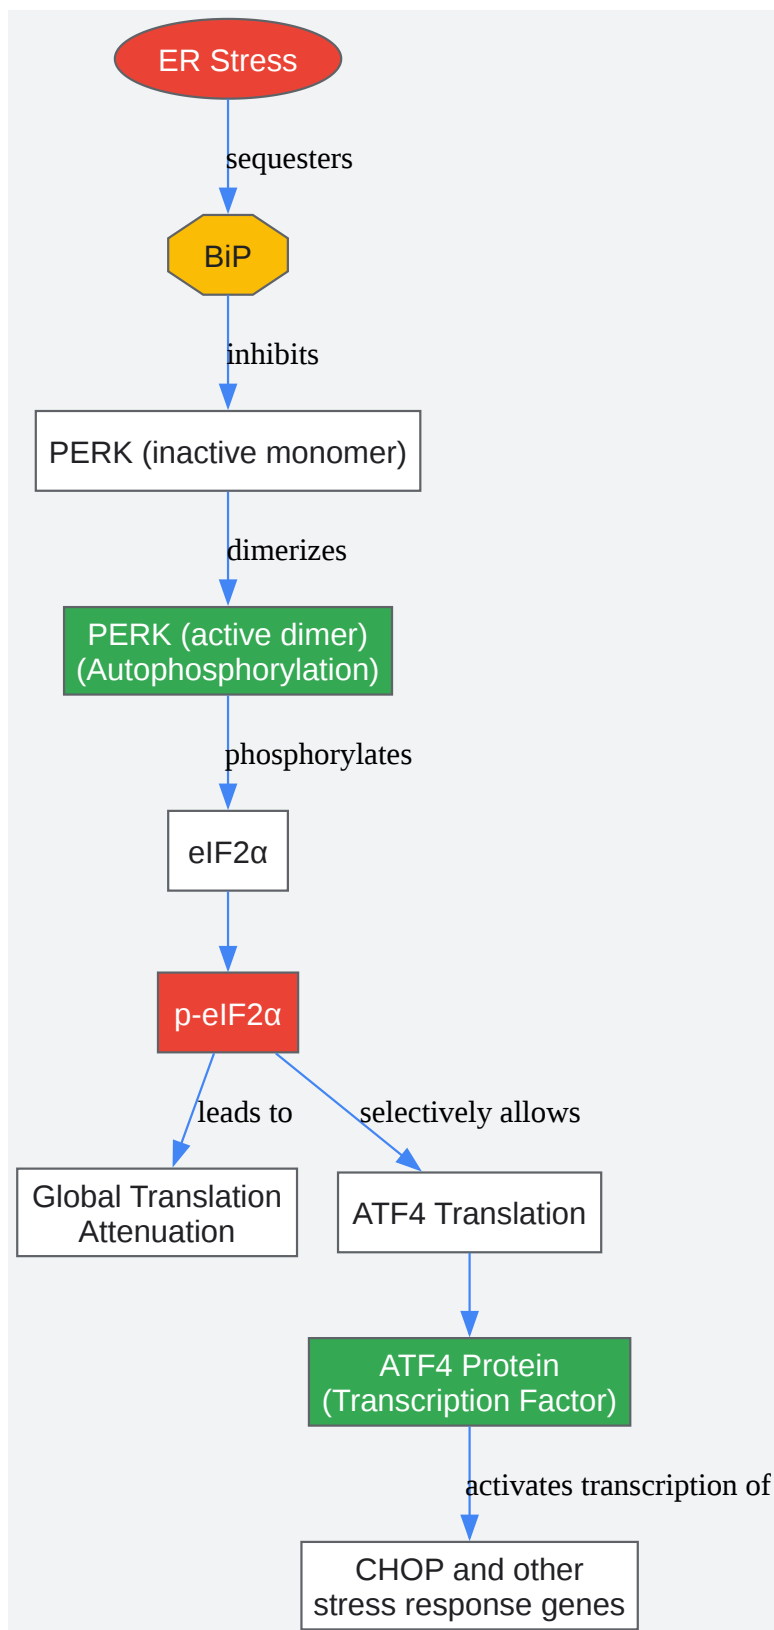 ER Stress
sequesters
BiP
inhibits
PERK (inactive monomer)
dimerizes
PERK (active dimer)
(Autophosphorylation)
phosphorylates
eIF2α
p-eIF2α
leads to
selectively allows
Global Translation
Attenuation
ATF4 Translation
ATF4 Protein
(Transcription Factor)
activates transcription of
CHOP and other
stress response genes